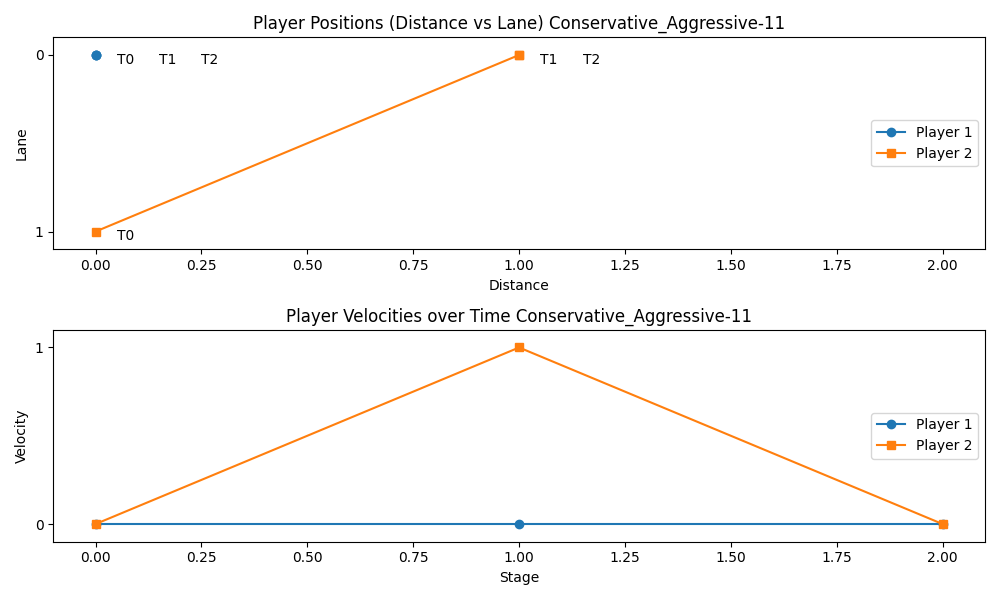 Player Positions (Distance vs Lane) Conservative_Aggressive-11
Lane
0
1
T0 T1 T2
T1 T2
T0
Player 1
Player 2
0.00 0.25 0.50 0.75 1.00 1.25 1.50 1.75 2.00
Distance
Player Velocities over Time Conservative_Aggressive-11
Velocity
1
0
Player 1
Player 2
0.00 0.25 0.50 0.75 1.00 1.25 1.50 1.75 2.00
Stage